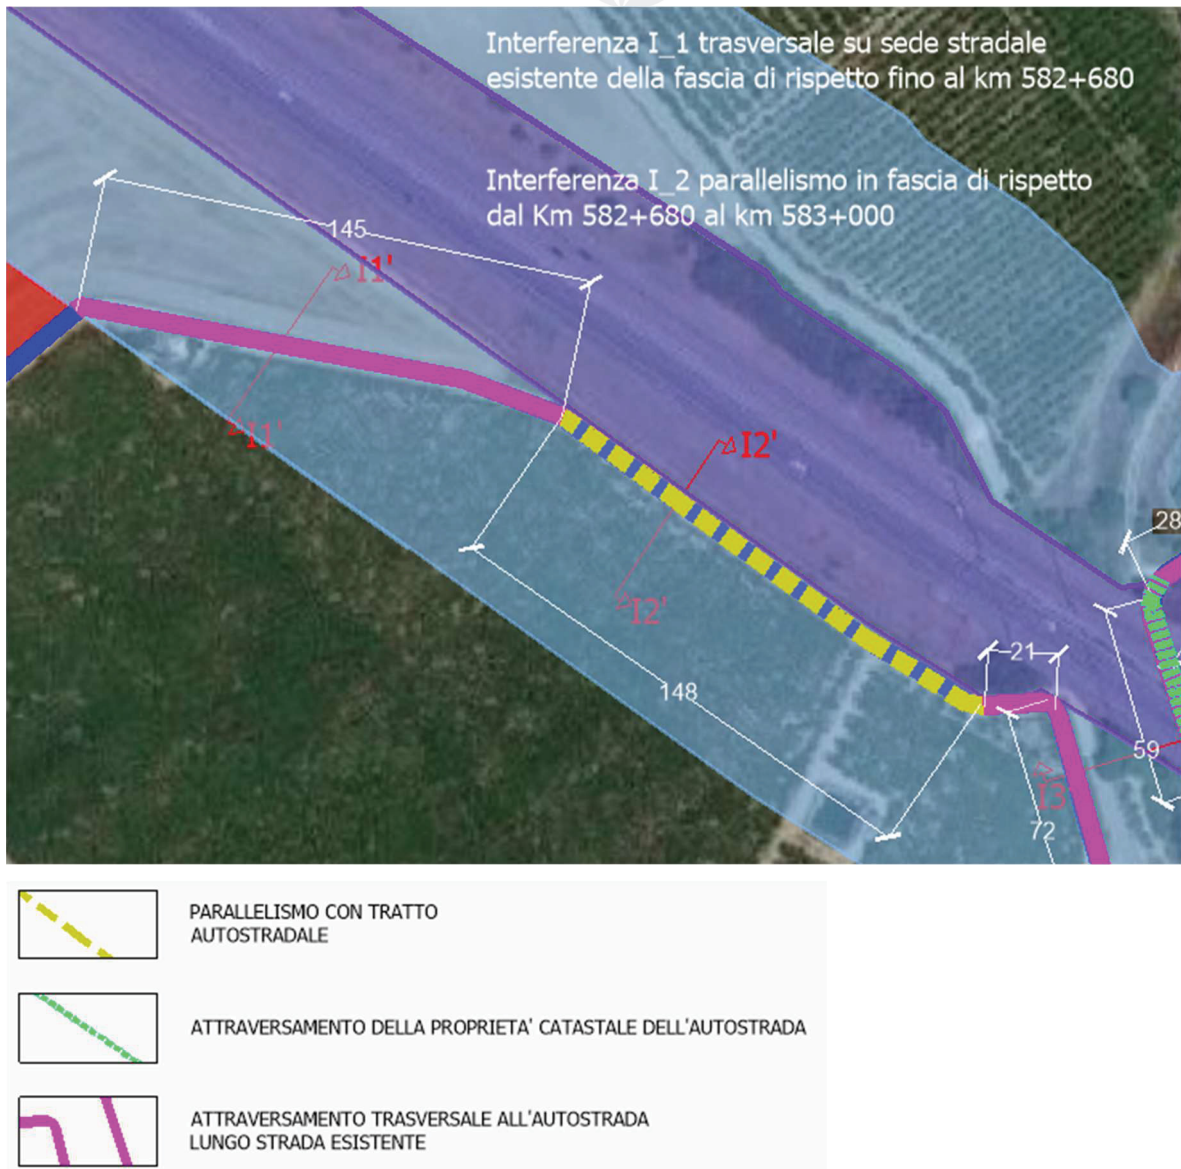 Interferenza I_1 trasversale su sede stradale
esistente della fascia di rispetto fino al km 582+680
Interferenza I_2 parallelismo in fascia di rispetto
dal Km 582+680 al km 583+000
145
I1'
I1'
I2'
I2'
148
21
28
59
I3
72
PARALLELISMO CON TRATTO
AUTOSTRADALE
ATTRAVERSAMENTO DELLA PROPRIETA' CATASTALE DELL'AUTOSTRADA
ATTRAVERSAMENTO TRASVERSALE ALL'AUTOSTRADA
LUNGO STRADA ESISTENTE